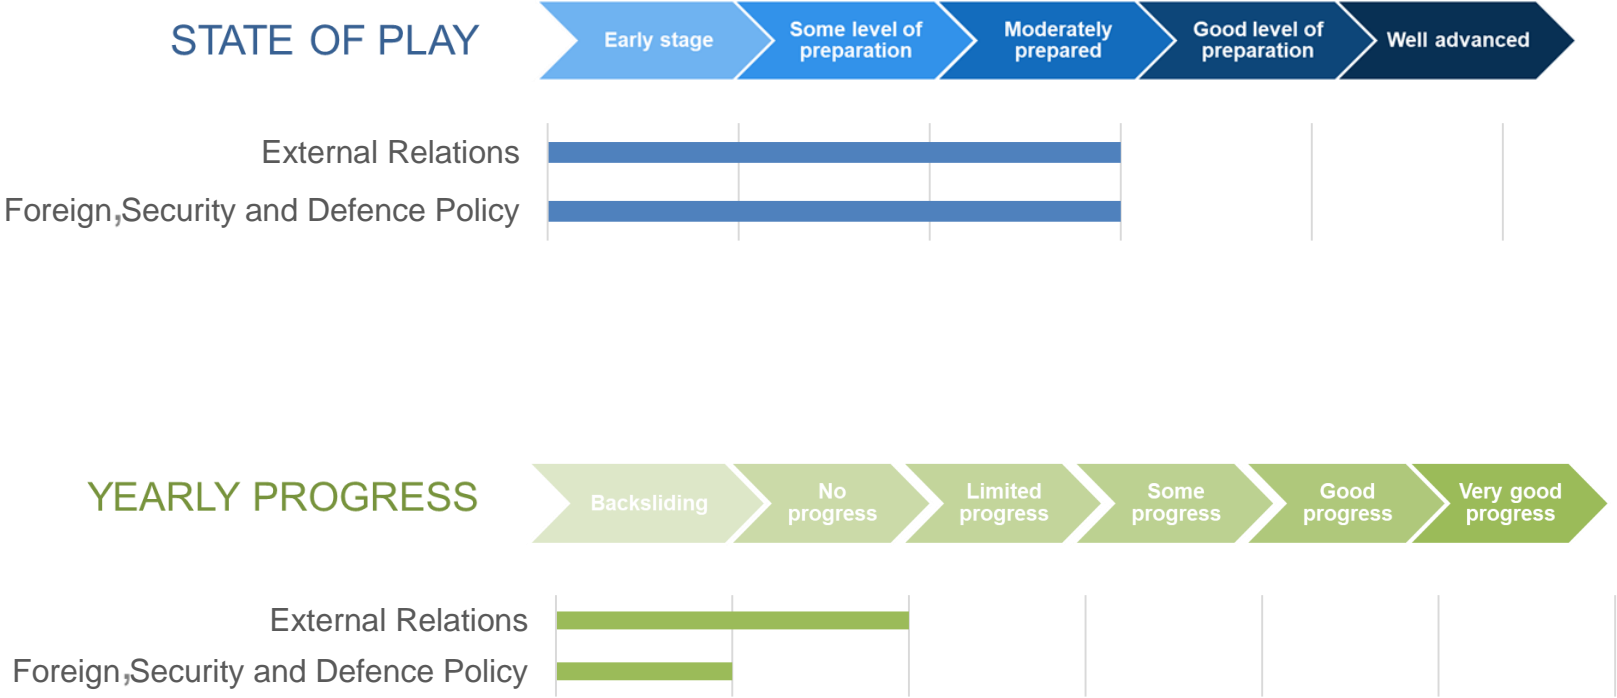 STATE OF PLAY
Early stage
Some level of
preparation
Moderately
prepared
Good level of
preparation
Well advanced
External Relations
Foreign,Security and Defence Policy
YEARLY PROGRESS
Backsliding
No
progress
Limited
progress
Some
progress
Good
progress
Very good
progress
External Relations
Foreign,Security and Defence Policy